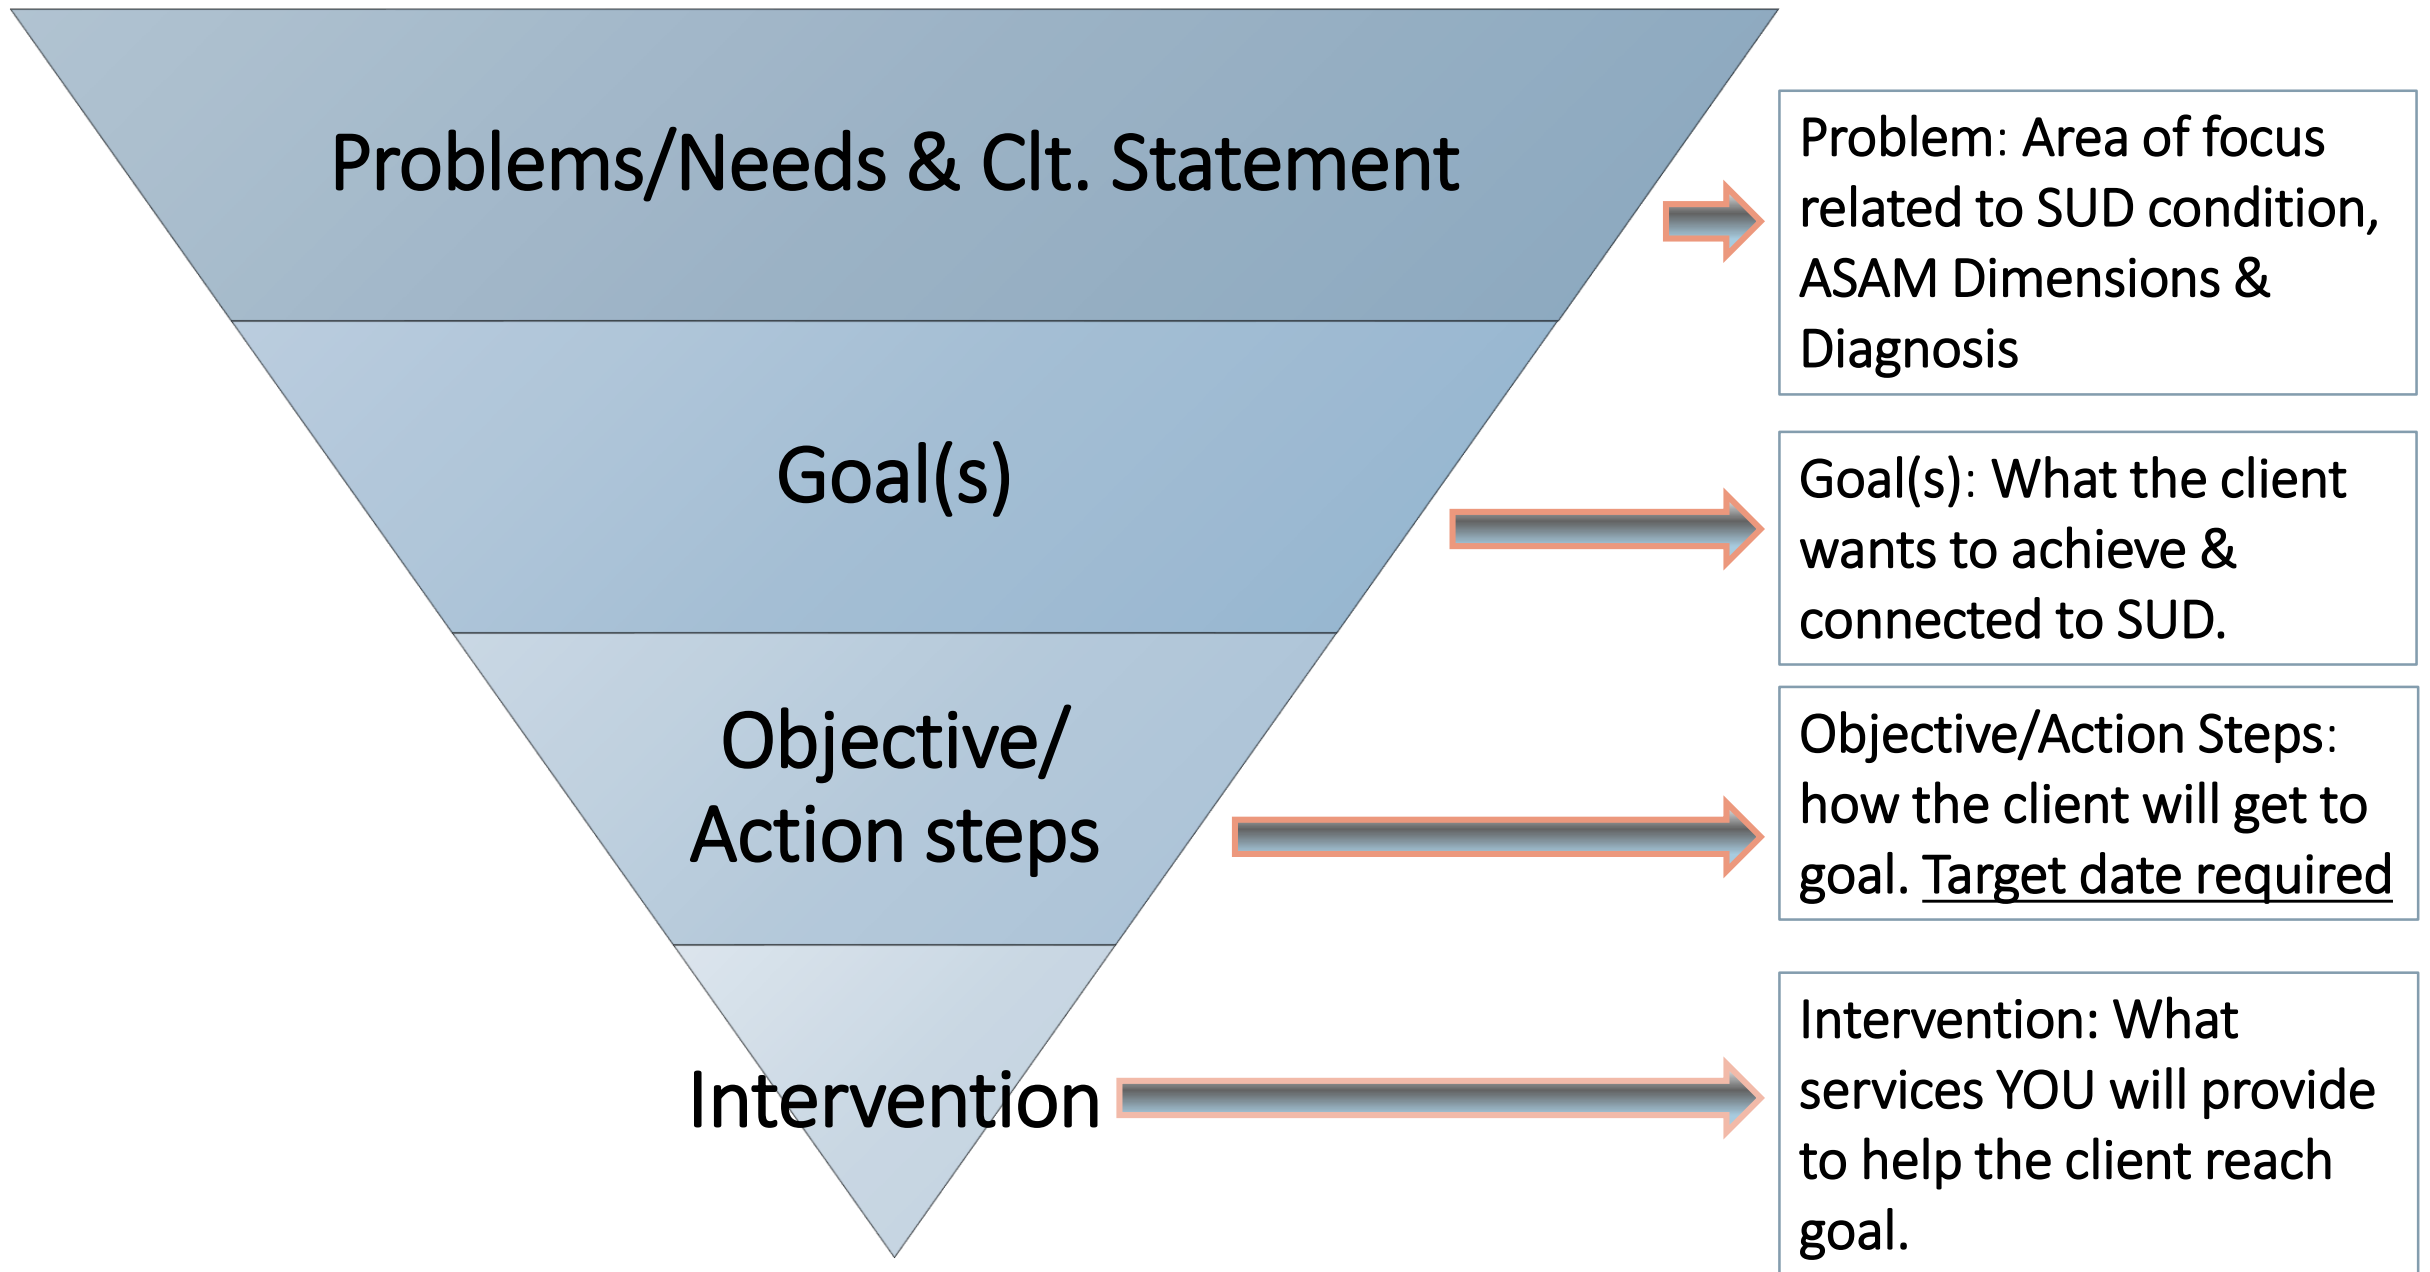 Problems/Needs & Clt. Statement
Problem: Area of focus
related to SUD condition,
ASAM Dimensions &
Diagnosis
Goal(s)
Goal(s): What the client
wants to achieve &
connected to SUD.
Objective/
Action steps
Objective/Action Steps:
how the client will get to
goal. Target date required
Intervention
Intervention: What
services YOU will provide
to help the client reach
goal.